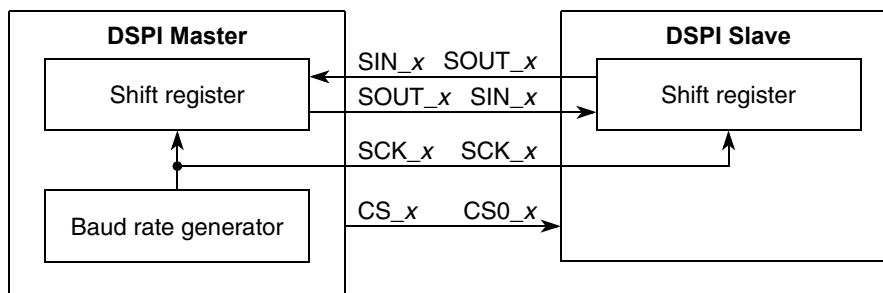 DSPI Master
DSPI Slave
SIN_x SOUT_x
Shift register
Shift register
SOUT_x SIN_x
SCK_x SCK_x
Baud rate generator
CS_x CS0_x